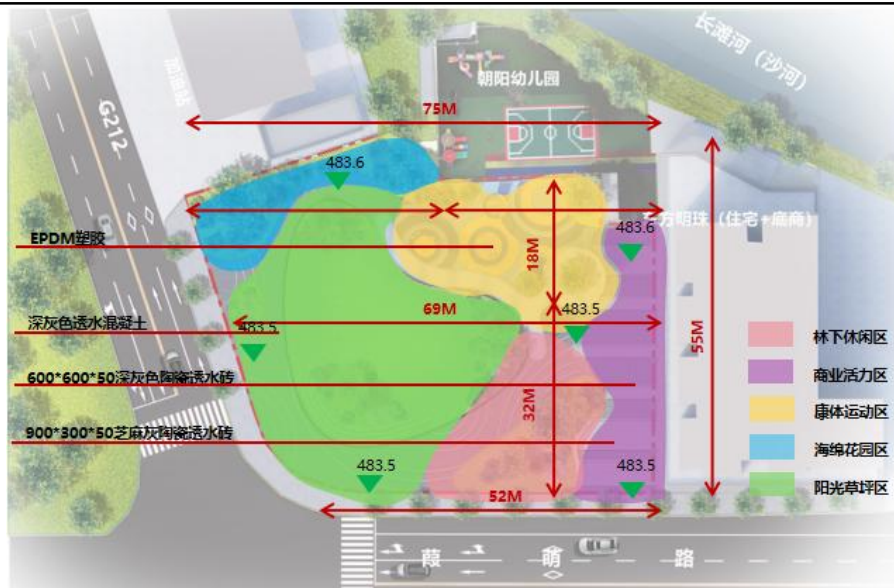 长滩河（沙河）
加油站
朝阳幼儿园
G212
75M
483.6
方明珠（住宅+底商）
483.6
EPDM塑胶
18M
69M
483.5
深灰色透水混凝土
483.5
55M
林下休闲区
600*600*50深灰色陶瓷透水砖
商业活力区
32M
康体运动区
900*300*50芝麻灰陶瓷透水砖
海绵花园区
483.5
483.5
阳光草坪区
52M
葭 萌 路